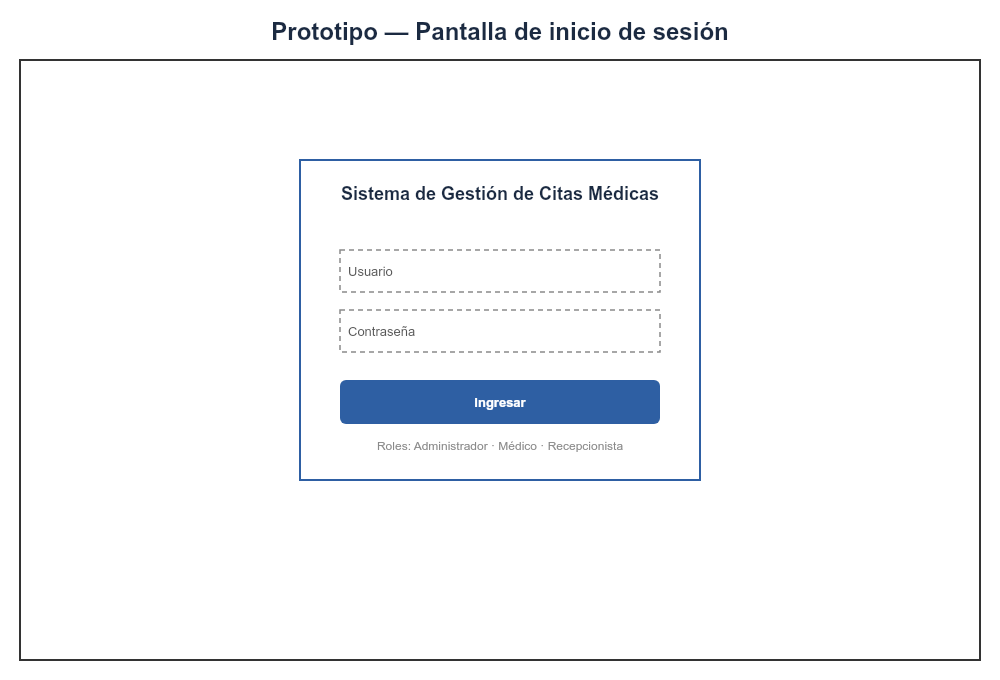 Prototipo — Pantalla de inicio de sesión
Sistema de Gestión de Citas Médicas
Usuario
Contraseña
Ingresar
Roles: Administrador · Médico · Recepcionista